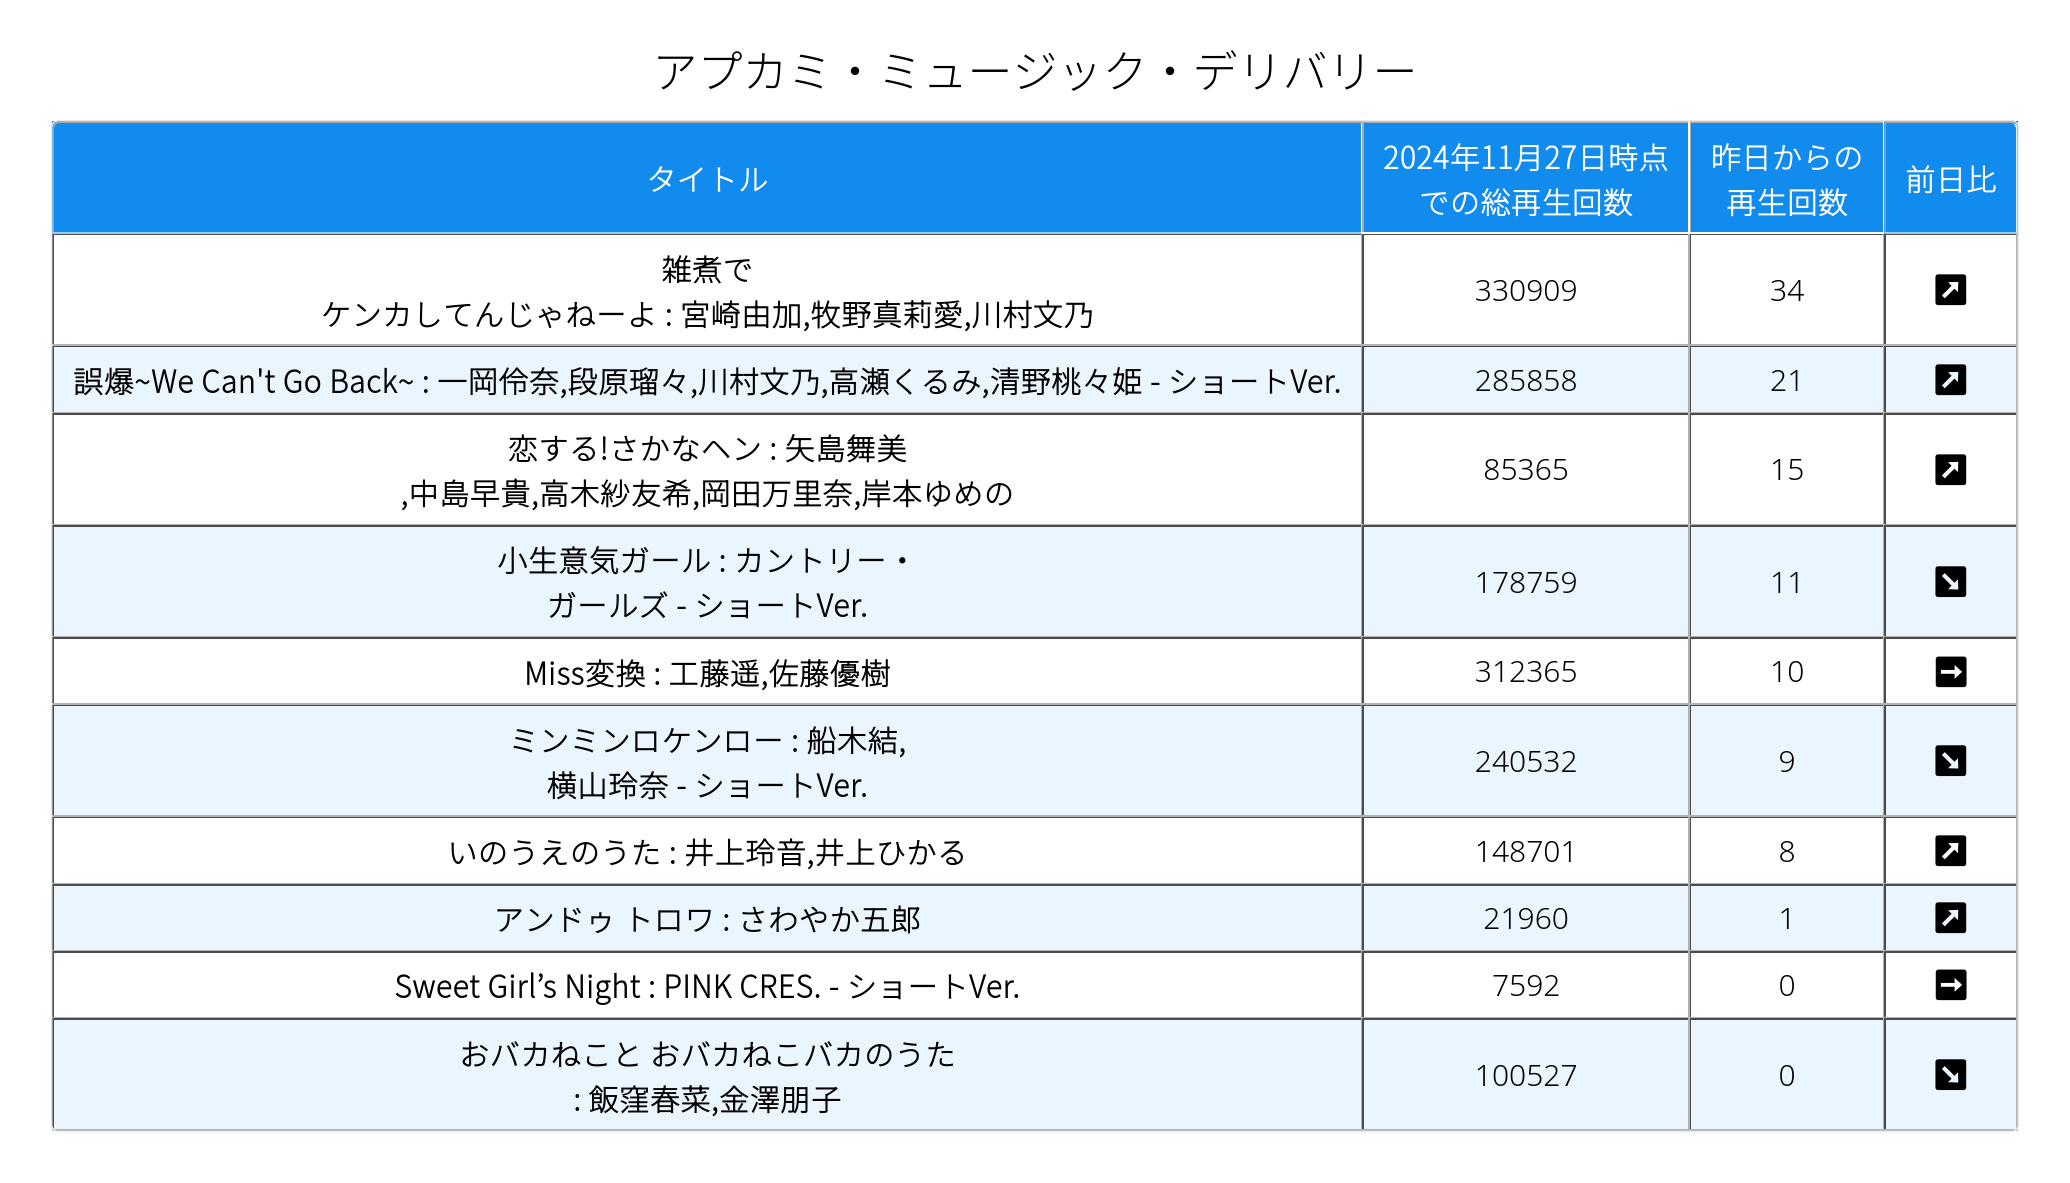 アプカミ・ミュージック・デリバリー
タイトル
2024年11月27日時点
での総再生回数
昨日からの
再生回数
前日比
雑煮で
ケンカしてんじゃねーよ : 宮崎由加,牧野真莉愛,川村文乃
330909
34
誤爆~We Can't Go Back~ : 一岡伶奈,段原瑠々,川村文乃,高瀬くるみ,清野桃々姫 - ショートVer.
285858
21
恋する!さかなヘン : 矢島舞美
,中島早貴,高木紗友希,岡田万里奈,岸本ゆめの
85365
15
小生意気ガール : カントリー・
ガールズ - ショートVer.
178759
11
Miss変換 : 工藤遥,佐藤優樹
312365
10
ミンミンロケンロー : 船木結,
横山玲奈 - ショートVer.
240532
9
いのうえのうた : 井上玲音,井上ひかる
148701
8
アンドゥ トロワ : さわやか五郎
21960
1
Sweet Girl’s Night : PINK CRES. - ショートVer.
7592
0
おバカねこと おバカねこバカのうた
: 飯窪春菜,金澤朋子
100527
0